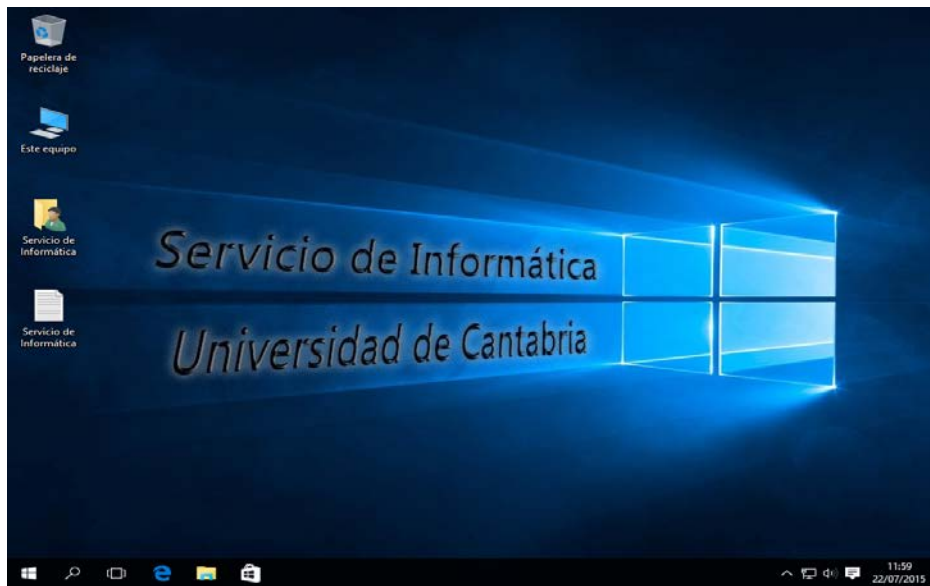 Papelera de
reciclaje
Este equipo
Servicio de
Informática
Servicio de
Informática
Servicio de Informática
Universidad de Cantabria
11:59
22/07/2015